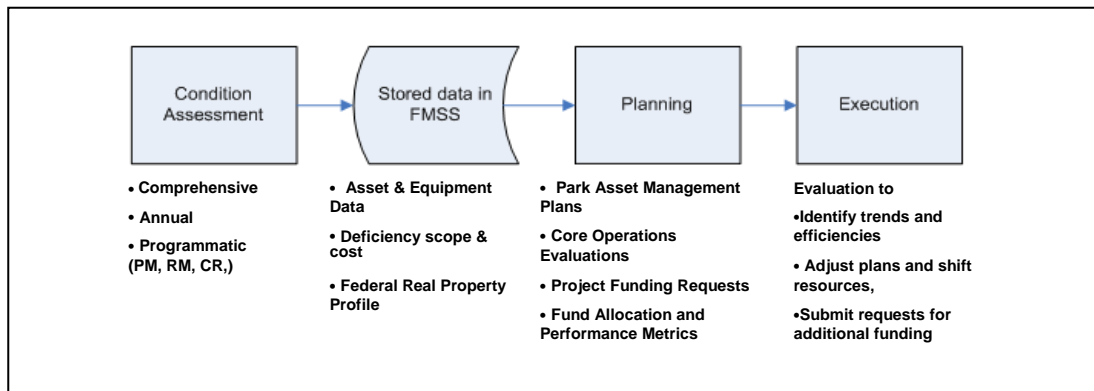 Condition
Assessment
Stored data in
FMSS
Planning
Execution
• Comprehensive
• Annual
• Programmatic
(PM, RM, CR,)
• Asset & Equipment
Data
• Deficiency scope &
cost
• Federal Real Property
Profile
• Park Asset Management
Plans
• Core Operations
Evaluations
• Project Funding Requests
• Fund Allocation and
Performance Metrics
Evaluation to
•Identify trends and
efficiencies
• Adjust plans and shift
resources,
•Submit requests for
additional funding